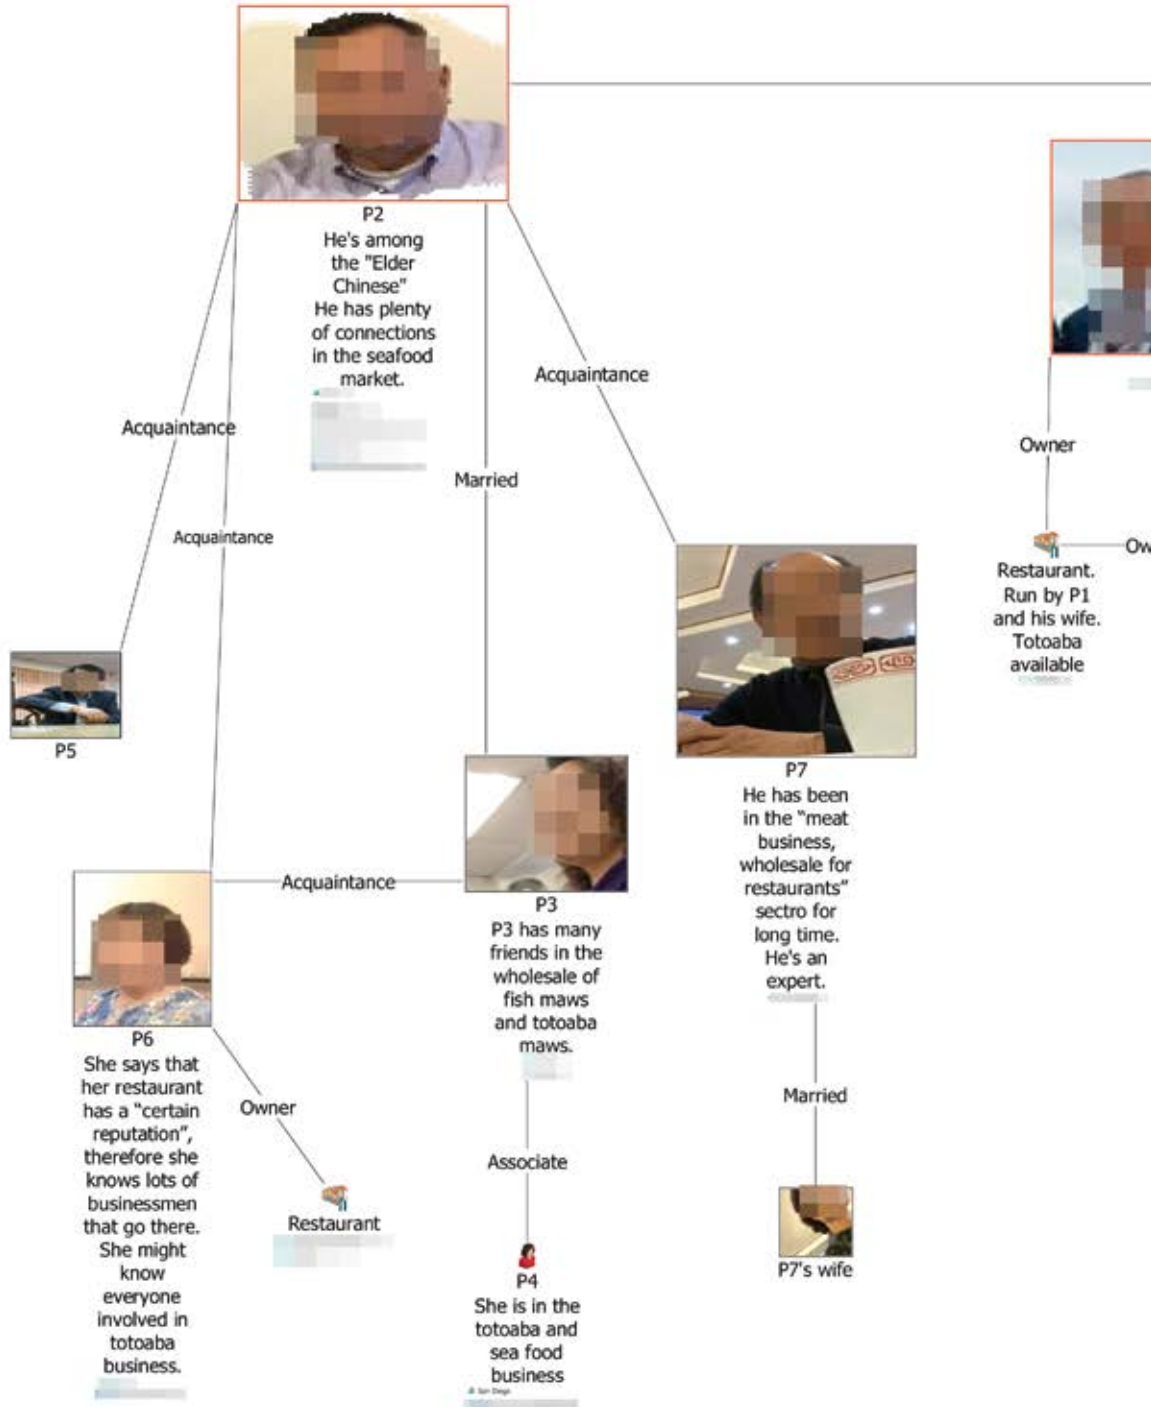 P2
He's among
the "Elder
Chinese"
He has plenty
of connections
in the seafood
market.
Acquaintance
Acquaintance
Acquaintance
Married
Owner
Restaurant.
Run by P1
and his wife.
Totoaba
available
Ow
P5
P7
He has been
in the “meat
business,
wholesale for
restaurants”
sectro for
long time.
He's an
expert.
Acquaintance
P3
P3 has many
friends in the
wholesale of
fish maws
and totoaba
maws.
P6
She says that
her restaurant
has a “certain
reputation”,
therefore she
knows lots of
businessmen
that go there.
She might
know
everyone
involved in
totoaba
business.
Owner
Restaurant
Associate
P4
She is in the
totoaba and
sea food
business
San Diego
Married
P7's wife